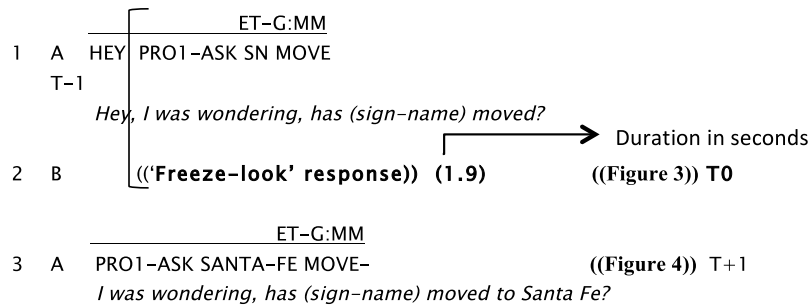 ET-G:MM
1 A HEY PRO1-ASK SN MOVE
T-1
Hey, I was wondering, has (sign-name) moved?
Duration in seconds
2 B (('Freeze-look' response)) (1.9) ((Figure 3)) T0
ET-G:MM
3 A PRO1-ASK SANTA-FE MOVE- ((Figure 4)) T+1
I was wondering, has (sign-name) moved to Santa Fe?